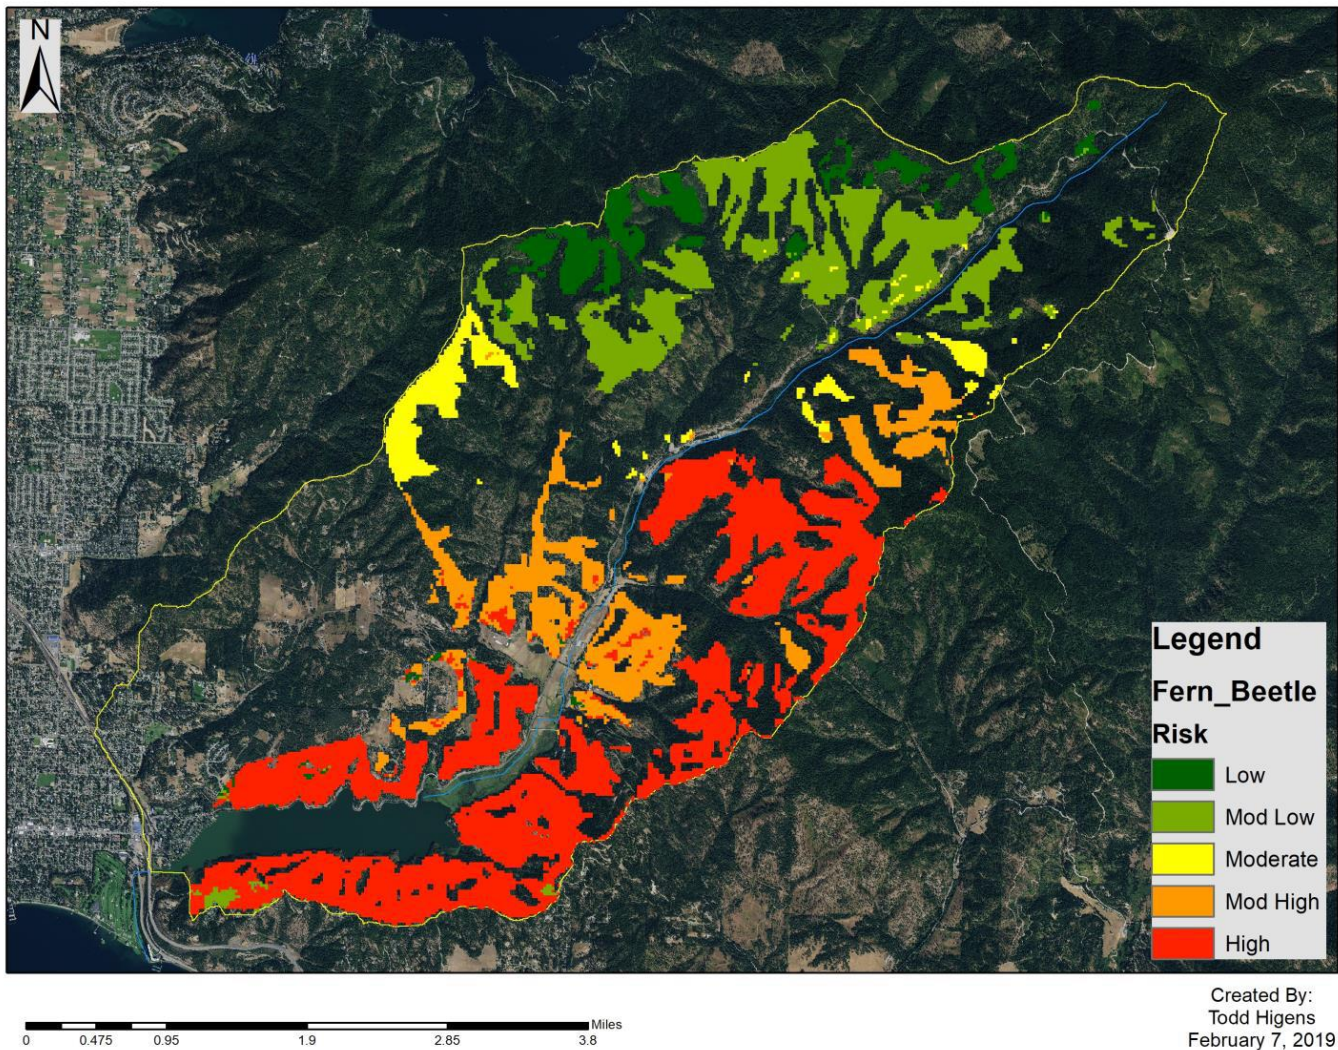 N
Legend
Fern_Beetle
Risk
Low
Mod Low
Moderate
Mod High
High
Miles
0 0.475 0.95 1.9 2.85 3.8
Created By:
Todd Higens
February 7, 2019